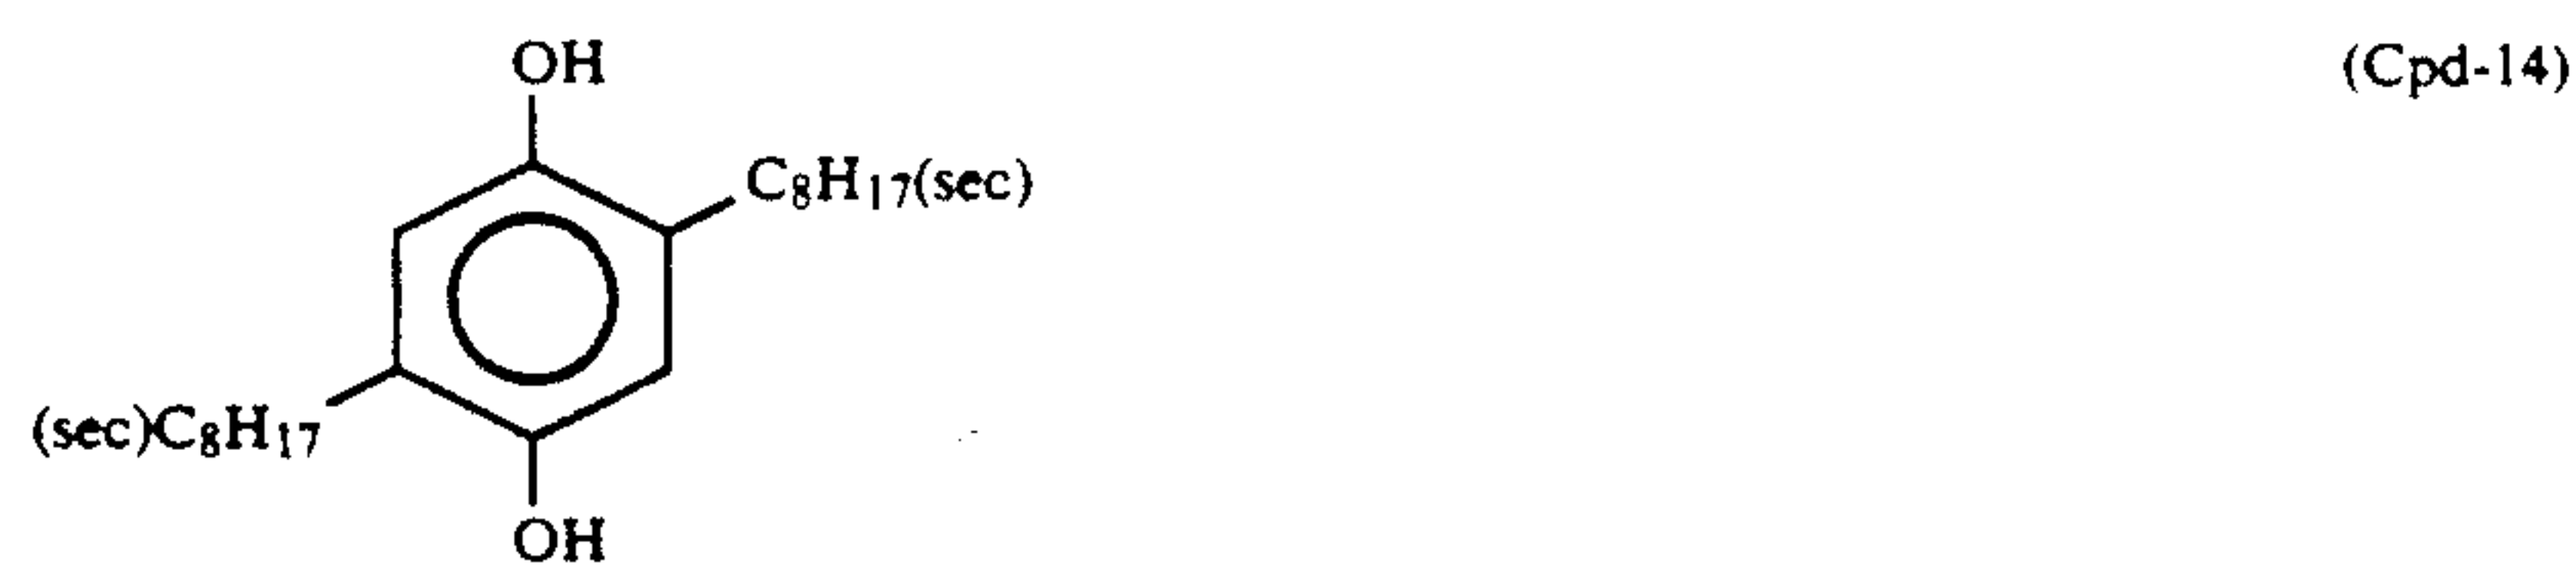 OH
(Cpd-14)
C₈H₁₇(sec)
(sec)C₈H₁₇
OH